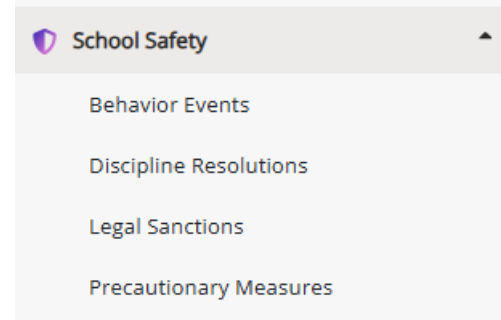 School Safety
Behavior Events
Discipline Resolutions
Legal Sanctions
Precautionary Measures